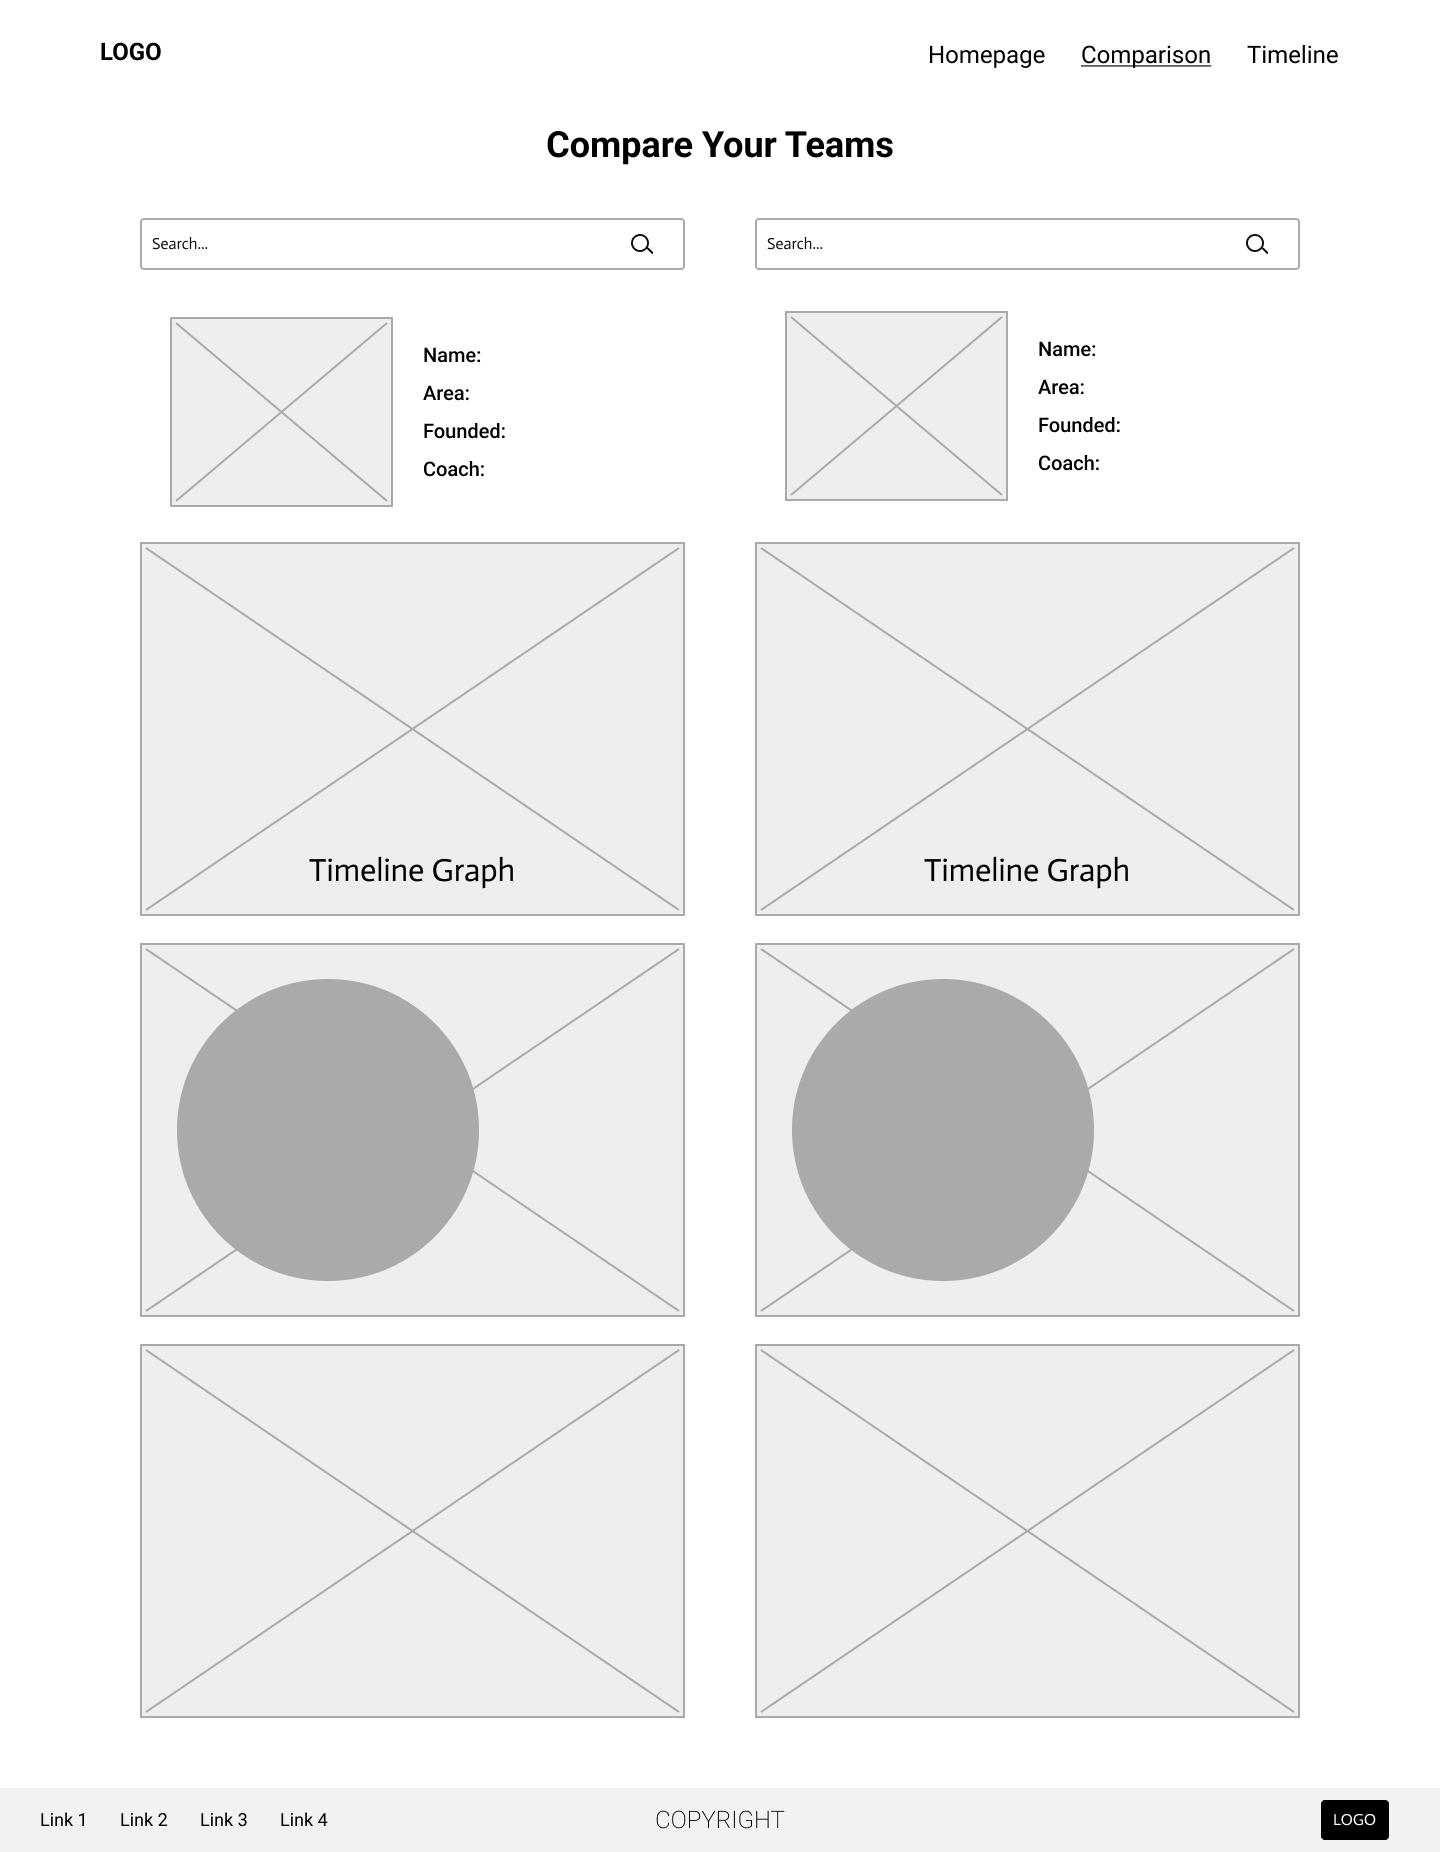 LOGO
Homepage Comparison Timeline
Compare Your Teams
Search...
Search...
Name:
Area:
Founded:
Coach:
Name:
Area:
Founded:
Coach:
Timeline Graph
Timeline Graph
Link 1 Link 2 Link 3 Link 4
COPYRIGHT
LOGO